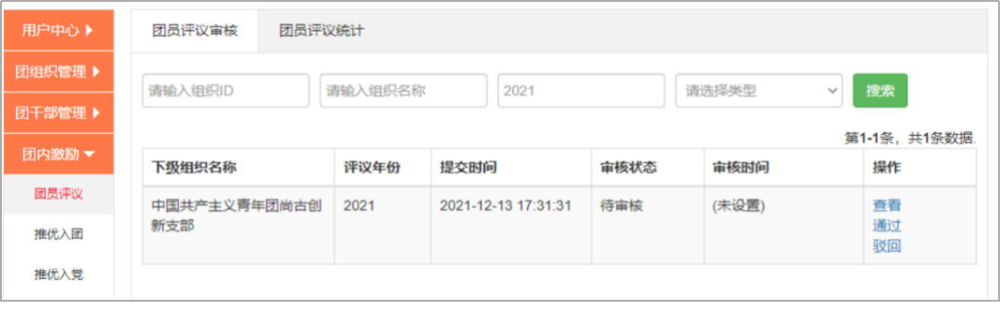 用户中心
团组织管理
团干部管理
团内激励
团员评议
推优入团
推优入党
团员评议审核 团员评议统计
请输入组织ID 请输入组织名称 2021 请选择类型 搜索
第1-1条，共1条数据.
下级组织名称 评议年份 提交时间 审核状态 审核时间 操作
中国共产主义青年团尚古创 2021 2021-12-13 17:31:31 待审核 (未设置) 查看
新支部 通过
驳回